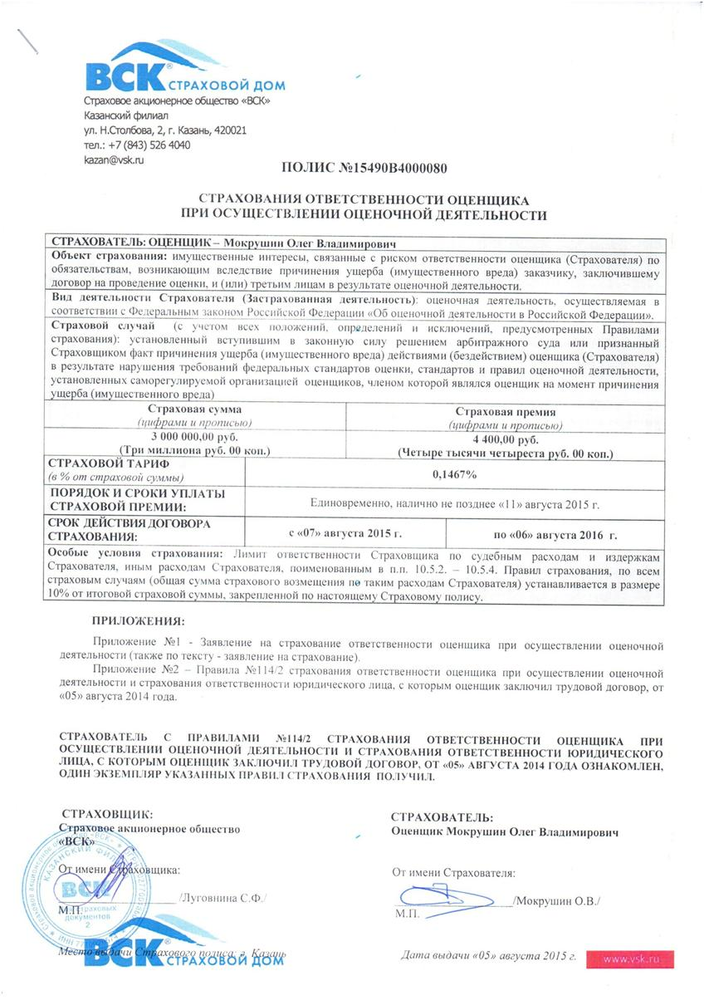 ВСК® СТРАХОВОЙ ДОМ
Страховое акционерное общество «ВСК»
Казанский филиал
ул. Н.Столбова, 2, г. Казань, 420021
тел.: +7 (843) 526 4040
kazan@vsk.ru
ПОЛИС №15490В4000080
СТРАХОВАНИЯ ОТВЕТСТВЕННОСТИ ОЦЕНЩИКА
ПРИ ОСУЩЕСТВЛЕНИИ ОЦЕНОЧНОЙ ДЕЯТЕЛЬНОСТИ
СТРАХОВАТЕЛЬ: ОЦЕНЩИК – Мокрушин Олег Владимирович
Объект страхования: имущественные интересы, связанные с риском ответственности оценщика (Страхователя) по
обязательствам, возникающим вследствие причинения ущерба (имущественного вреда) заказчику, заключившему
договор на проведение оценки, и (или) третьим лицам в результате оценочной деятельности.
Вид деятельности Страхователя (Застрахованная деятельность): оценочная деятельность, осуществляемая в
соответствии с Федеральным законом Российской Федерации «Об оценочной деятельности в Российской Федерации».
Страховой случай (с учетом всех положений, определений и исключений, предусмотренных Правилами
страхования): установленный вступившим в законную силу решением арбитражного суда или признанный
Страховщиком факт причинения ущерба (имущественного вреда) действиями (бездействием) оценщика (Страхователя)
в результате нарушения требований федеральных стандартов оценки, стандартов и правил оценочной деятельности,
установленных саморегулируемой организацией оценщиков, членом которой являлся оценщик на момент причинения
ущерба (имущественного вреда)
Страховая сумма
(цифрами и прописью)
Страховая премия
(цифрами и прописью)
3 000 000,00 руб.
(Три миллиона руб. 00 коп.)
4 400,00 руб.
(Четыре тысячи четыреста руб. 00 коп.)
СТРАХОВОЙ ТАРИФ
(в % от страховой суммы)
0,1467%
ПОРЯДОК И СРОКИ УПЛАТЫ
СТРАХОВОЙ ПРЕМИИ:
Единовременно, налично не позднее «11» августа 2015 г.
СРОК ДЕЙСТВИЯ ДОГОВОРА
СТРАХОВАНИЯ:
с «07» августа 2015 г.
по «06» августа 2016 г.
Особые условия страхования: Лимит ответственности Страховщика по судебным расходам и издержкам
Страхователя, иным расходам Страхователя, поименованным в п.п. 10.5.2. – 10.5.4. Правил страхования, по всем
страховым случаям (общая сумма страхового возмещения по таким расходам Страхователя) устанавливается в размере
10% от итоговой страховой суммы, закрепленной по настоящему Страховому полису.
ПРИЛОЖЕНИЯ:
Приложение №1 - Заявление на страхование ответственности оценщика при осуществлении оценочной
деятельности (также по тексту - заявление на страхование).
Приложение №2 – Правила №114/2 страхования ответственности оценщика при осуществлении оценочной
деятельности и страхования ответственности юридического лица, с которым оценщик заключил трудовой договор, от
«05» августа 2014 года.
СТРАХОВАТЕЛЬ С ПРАВИЛАМИ №114/2 СТРАХОВАНИЯ ОТВЕТСТВЕННОСТИ ОЦЕНЩИКА ПРИ
ОСУЩЕСТВЛЕНИИ ОЦЕНОЧНОЙ ДЕЯТЕЛЬНОСТИ И СТРАХОВАНИЯ ОТВЕТСТВЕННОСТИ ЮРИДИЧЕСКОГО
ЛИЦА, С КОТОРЫМ ОЦЕНЩИК ЗАКЛЮЧИЛ ТРУДОВОЙ ДОГОВОР, ОТ «05» АВГУСТА 2014 ГОДА ОЗНАКОМЛЕН,
ОДИН ЭКЗЕМПЛЯР УКАЗАННЫХ ПРАВИЛ СТРАХОВАНИЯ ПОЛУЧИЛ.
СТРАХОВЩИК:
Страховое акционерное общество
«ВСК»
От имени Страховщика:
/Луговнина С.Ф./
М.П.
СТРАХОВАТЕЛЬ:
Оценщик Мокрушин Олег Владимирович
От имени Страхователя:
/Мокрушин О.В./
М.П.
Страховое акционерное общество «ВСК»
КАЗАНСКИЙ ФИЛ
ВСК
страховых
документов
2
Место выдачи Страхового полиса: г. Казань
Дата выдачи «05» августа 2015 г.
ВСК СТРАХОВОЙ ДОМ
www.vsk.ru